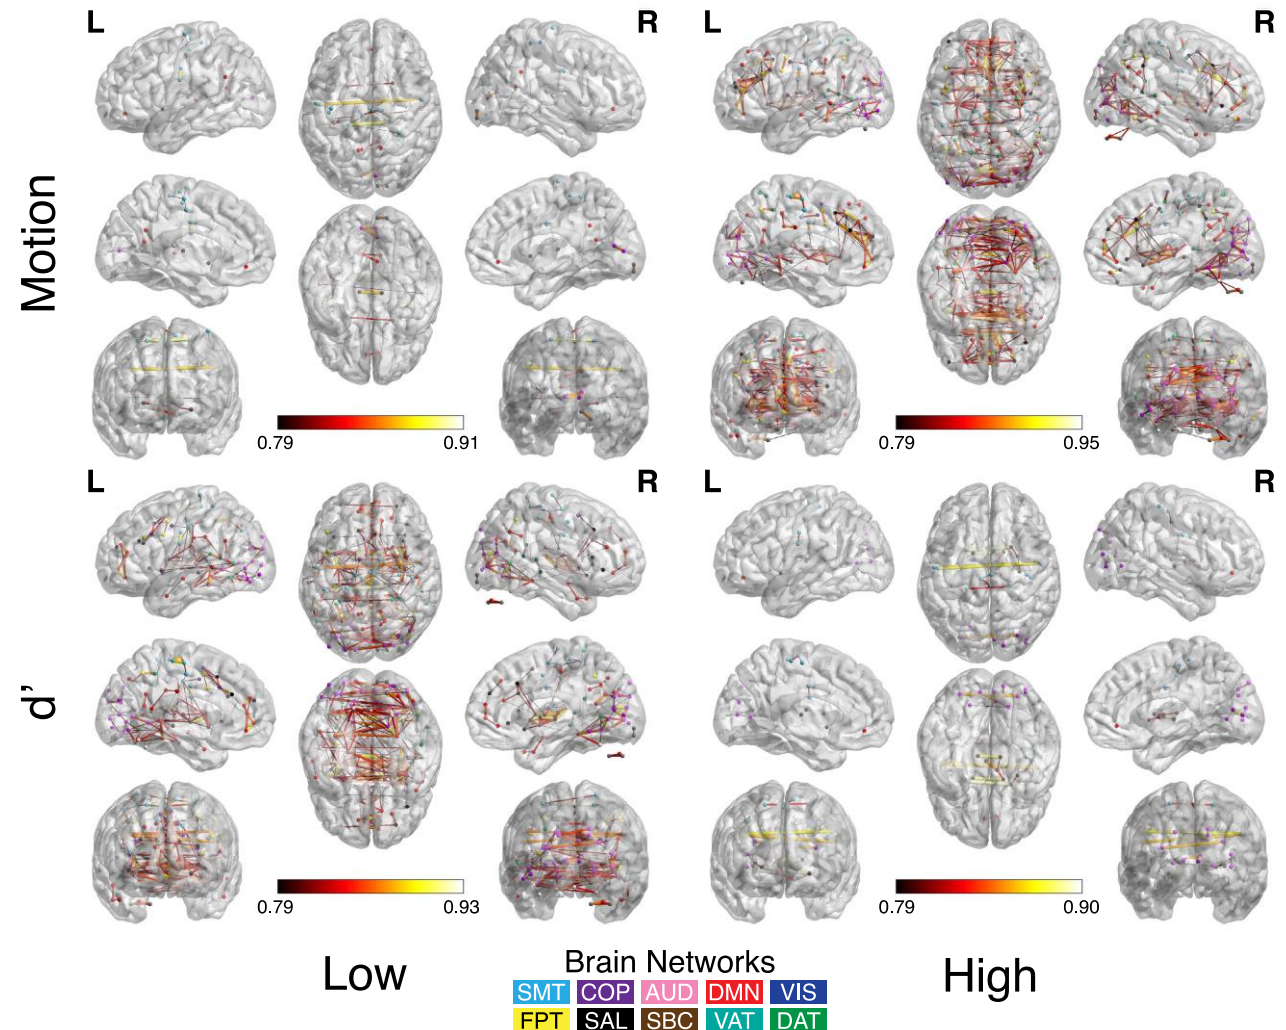 L R L R
Motion
0.79 0.91 0.79 0.95
L R L R
d’
0.79 0.93 0.79 0.90
Low High
Brain Networks
SMT COP AUD DMN VIS
FPT SAL SBC VAT DAT